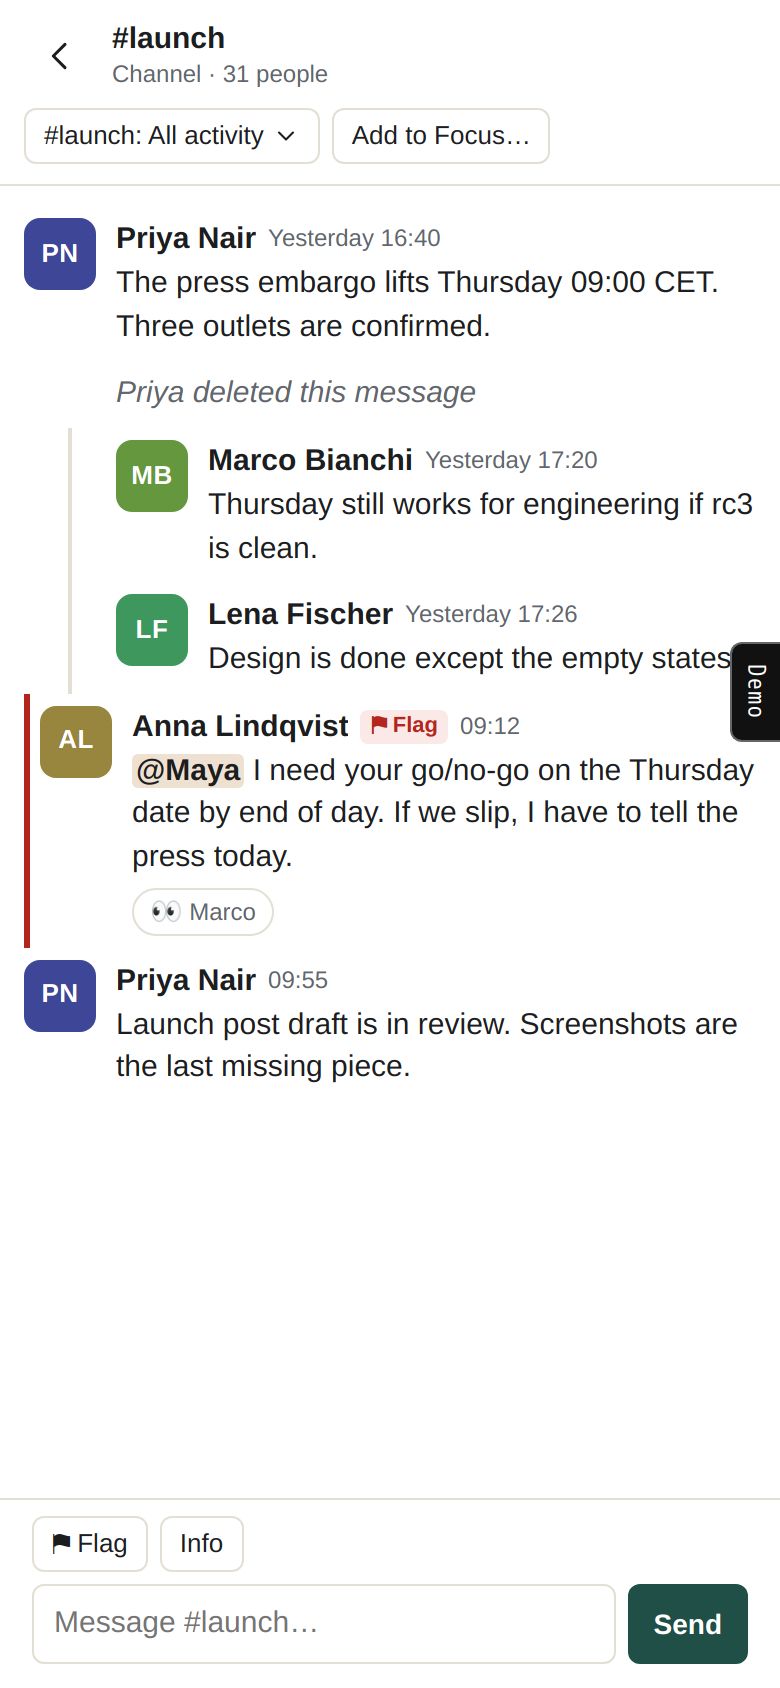 #launch
Channel · 31 people
#launch: All activity
Add to Focus…
PN
Priya Nair Yesterday 16:40
The press embargo lifts Thursday 09:00 CET.
Three outlets are confirmed.
Priya deleted this message
MB
Marco Bianchi Yesterday 17:20
Thursday still works for engineering if rc3
is clean.
LF
Lena Fischer Yesterday 17:26
Design is done except the empty states
Demo
AL
Anna Lindqvist Flag 09:12
@Maya I need your go/no-go on the Thursday
date by end of day. If we slip, I have to tell the
press today.
👀 Marco
PN
Priya Nair 09:55
Launch post draft is in review. Screenshots are
the last missing piece.
Flag
Info
Message #launch…
Send